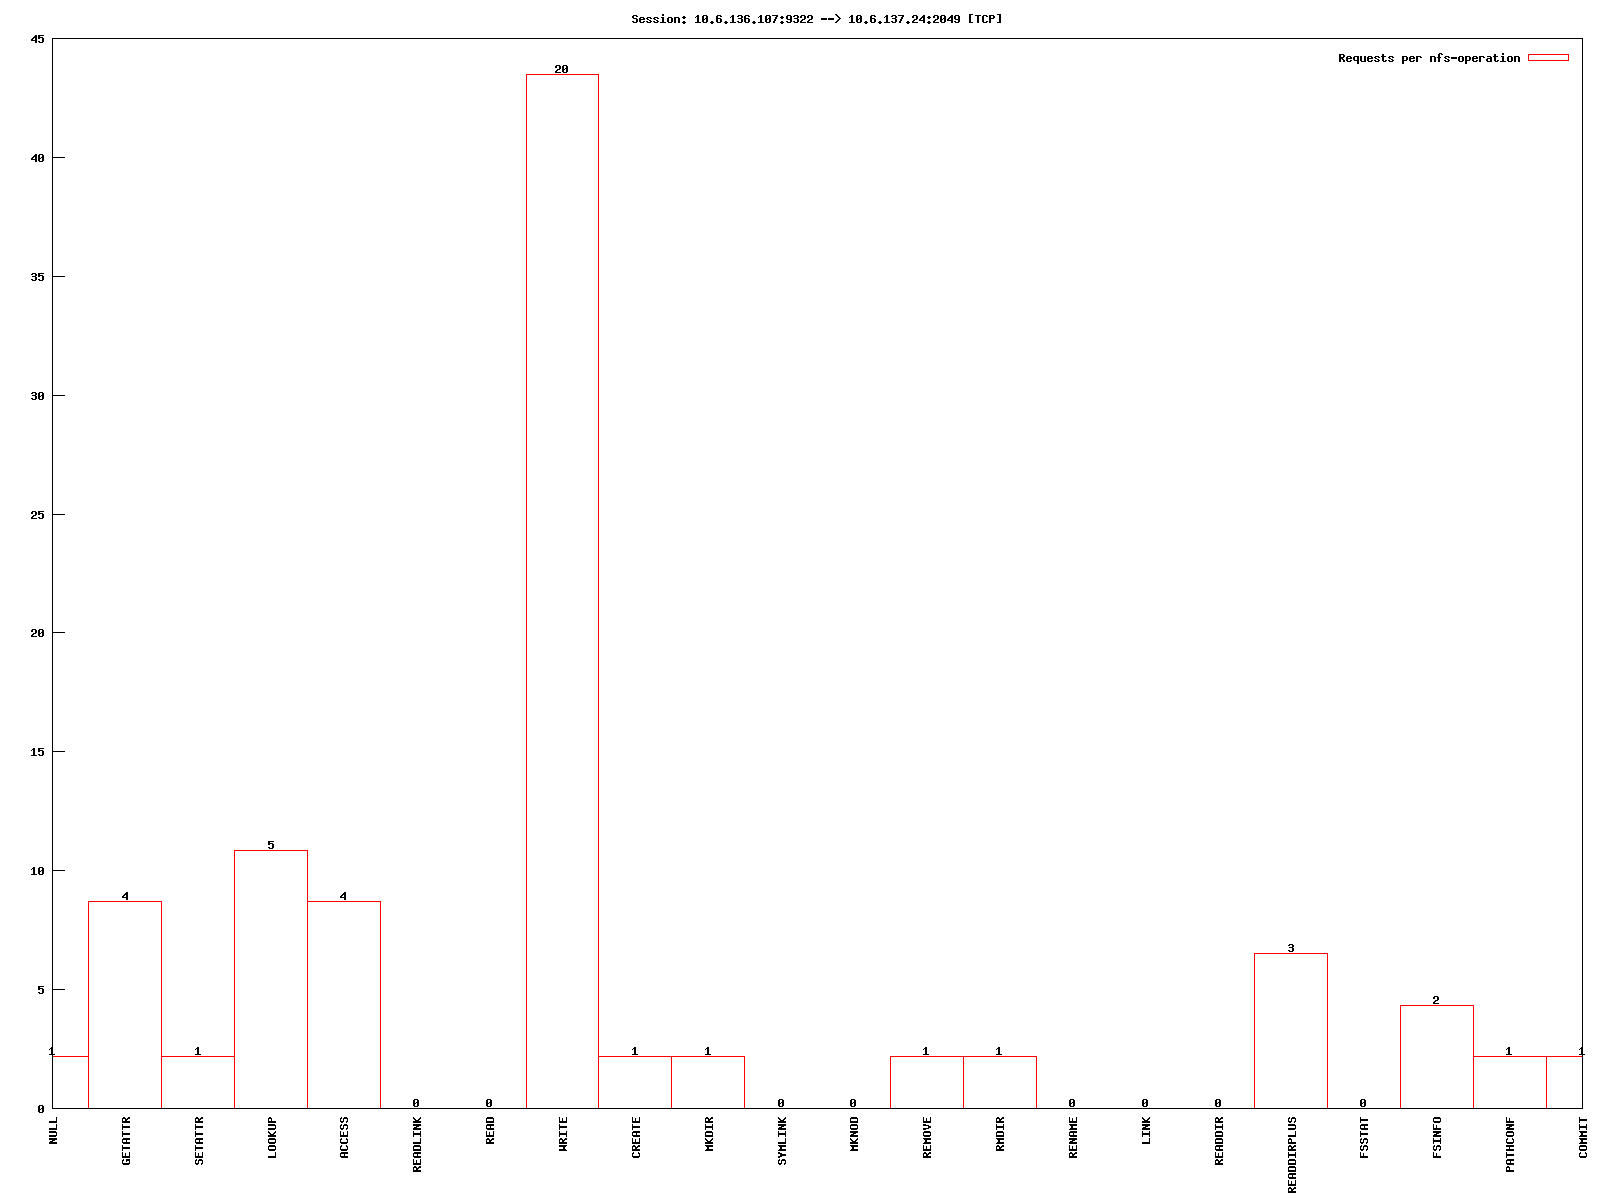 Session: 10.6.136.107:9322 --> 10.6.137.24:2049 [TCP]
Requests per nfs-operation
45
40
35
30
25
20
15
10
5
0
1
4
1
5
4
0
0
20
1
1
0
0
1
1
0
0
0
3
0
2
1
1
NULL
GETATTR
SETATTR
LOOKUP
ACCESS
READLINK
READ
WRITE
CREATE
MKDIR
SYMLINK
MKNOD
REMOVE
RMDIR
RENAME
LINK
READDIR
READDIRPLUS
FSSTAT
FSINFO
PATHCONF
COMMIT